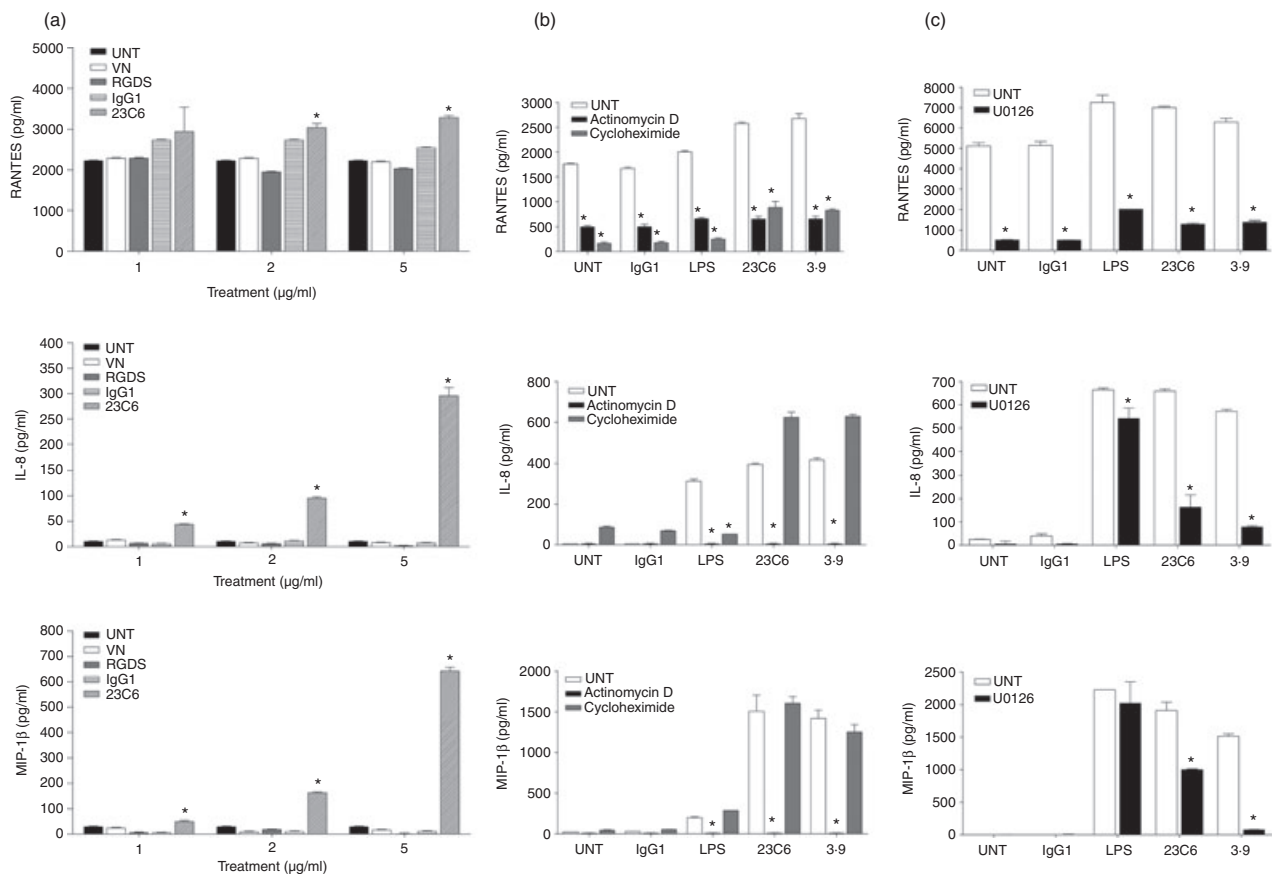 (a)
5000
4000
3000
2000
1000
0
RANTES (pg/ml)
UNT
VN
RGDS
IgG1
23C6
*
*
1 2 5
Treatment (µg/ml)
(b)
3000
2500
2000
1500
1000
500
0
RANTES (pg/ml)
UNT
Actinomycin D
Cycloheximide
* * * * * * * * * *
UNT IgG1 LPS 23C6 3·9
(c)
8000
7000
6000
5000
4000
3000
2000
1000
0
RANTES (pg/ml)
UNT
U0126
* * * * *
UNT IgG1 LPS 23C6 3·9
400
350
300
250
200
150
100
50
0
IL-8 (pg/ml)
UNT
VN
RGDS
IgG1
23C6
* * *
1 2 5
Treatment (µg/ml)
800
600
400
200
0
IL-8 (pg/ml)
UNT
Actinomycin D
Cycloheximide
* * * *
UNT IgG1 LPS 23C6 3·9
700
600
500
400
300
200
100
0
IL-8 (pg/ml)
UNT
U0126
* * *
UNT IgG1 LPS 23C6 3·9
800
700
600
500
400
300
200
100
0
MIP-1β (pg/ml)
UNT
VN
RGDS
IgG1
23C6
* * *
1 2 5
Treatment (µg/ml)
2000
1500
1000
500
0
MIP-1β (pg/ml)
UNT
Actinomycin D
Cycloheximide
* * *
UNT IgG1 LPS 23C6 3·9
2500
2000
1500
1000
500
0
MIP-1β (pg/ml)
UNT
U0126
* *
UNT IgG1 LPS 23C6 3·9